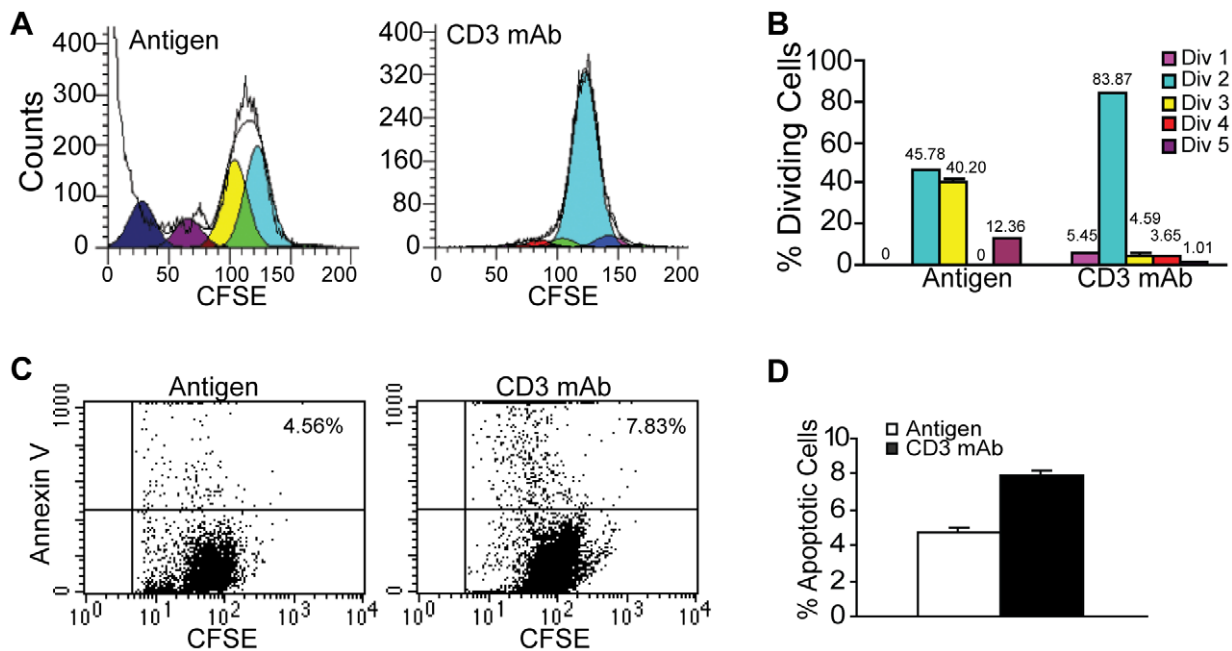 A
Antigen
400
300
200
100
0
Counts
0 50 100 150 200
CFSE
CD3 mAb
400
320
240
160
80
0
0 50 100 150 200
CFSE
B
100
80
60
40
20
0
% Dividing Cells
Div 1
Div 2
Div 3
Div 4
Div 5
0
45.78
40.20
0
12.36
5.45
83.87
4.59
3.65
1.01
Antigen CD3 mAb
C
Antigen
1000
0
Annexin V
4.56%
10⁰ 10¹ 10² 10³ 10⁴
CFSE
CD3 mAb
1000
0
7.83%
10⁰ 10¹ 10² 10³ 10⁴
CFSE
D
Antigen
CD3 mAb
10
8
6
4
2
0
% Apoptotic Cells